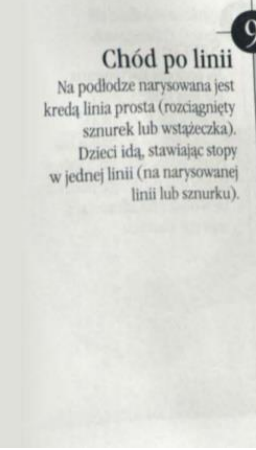 9
Chód po linii
Na podłodze narysowana jest
kredą linia prosta (rozciągnięty
sznurek lub wstążeczka).
Dzieci idą, stawiając stopy
w jednej linii (na narysowanej
linii lub sznurku).